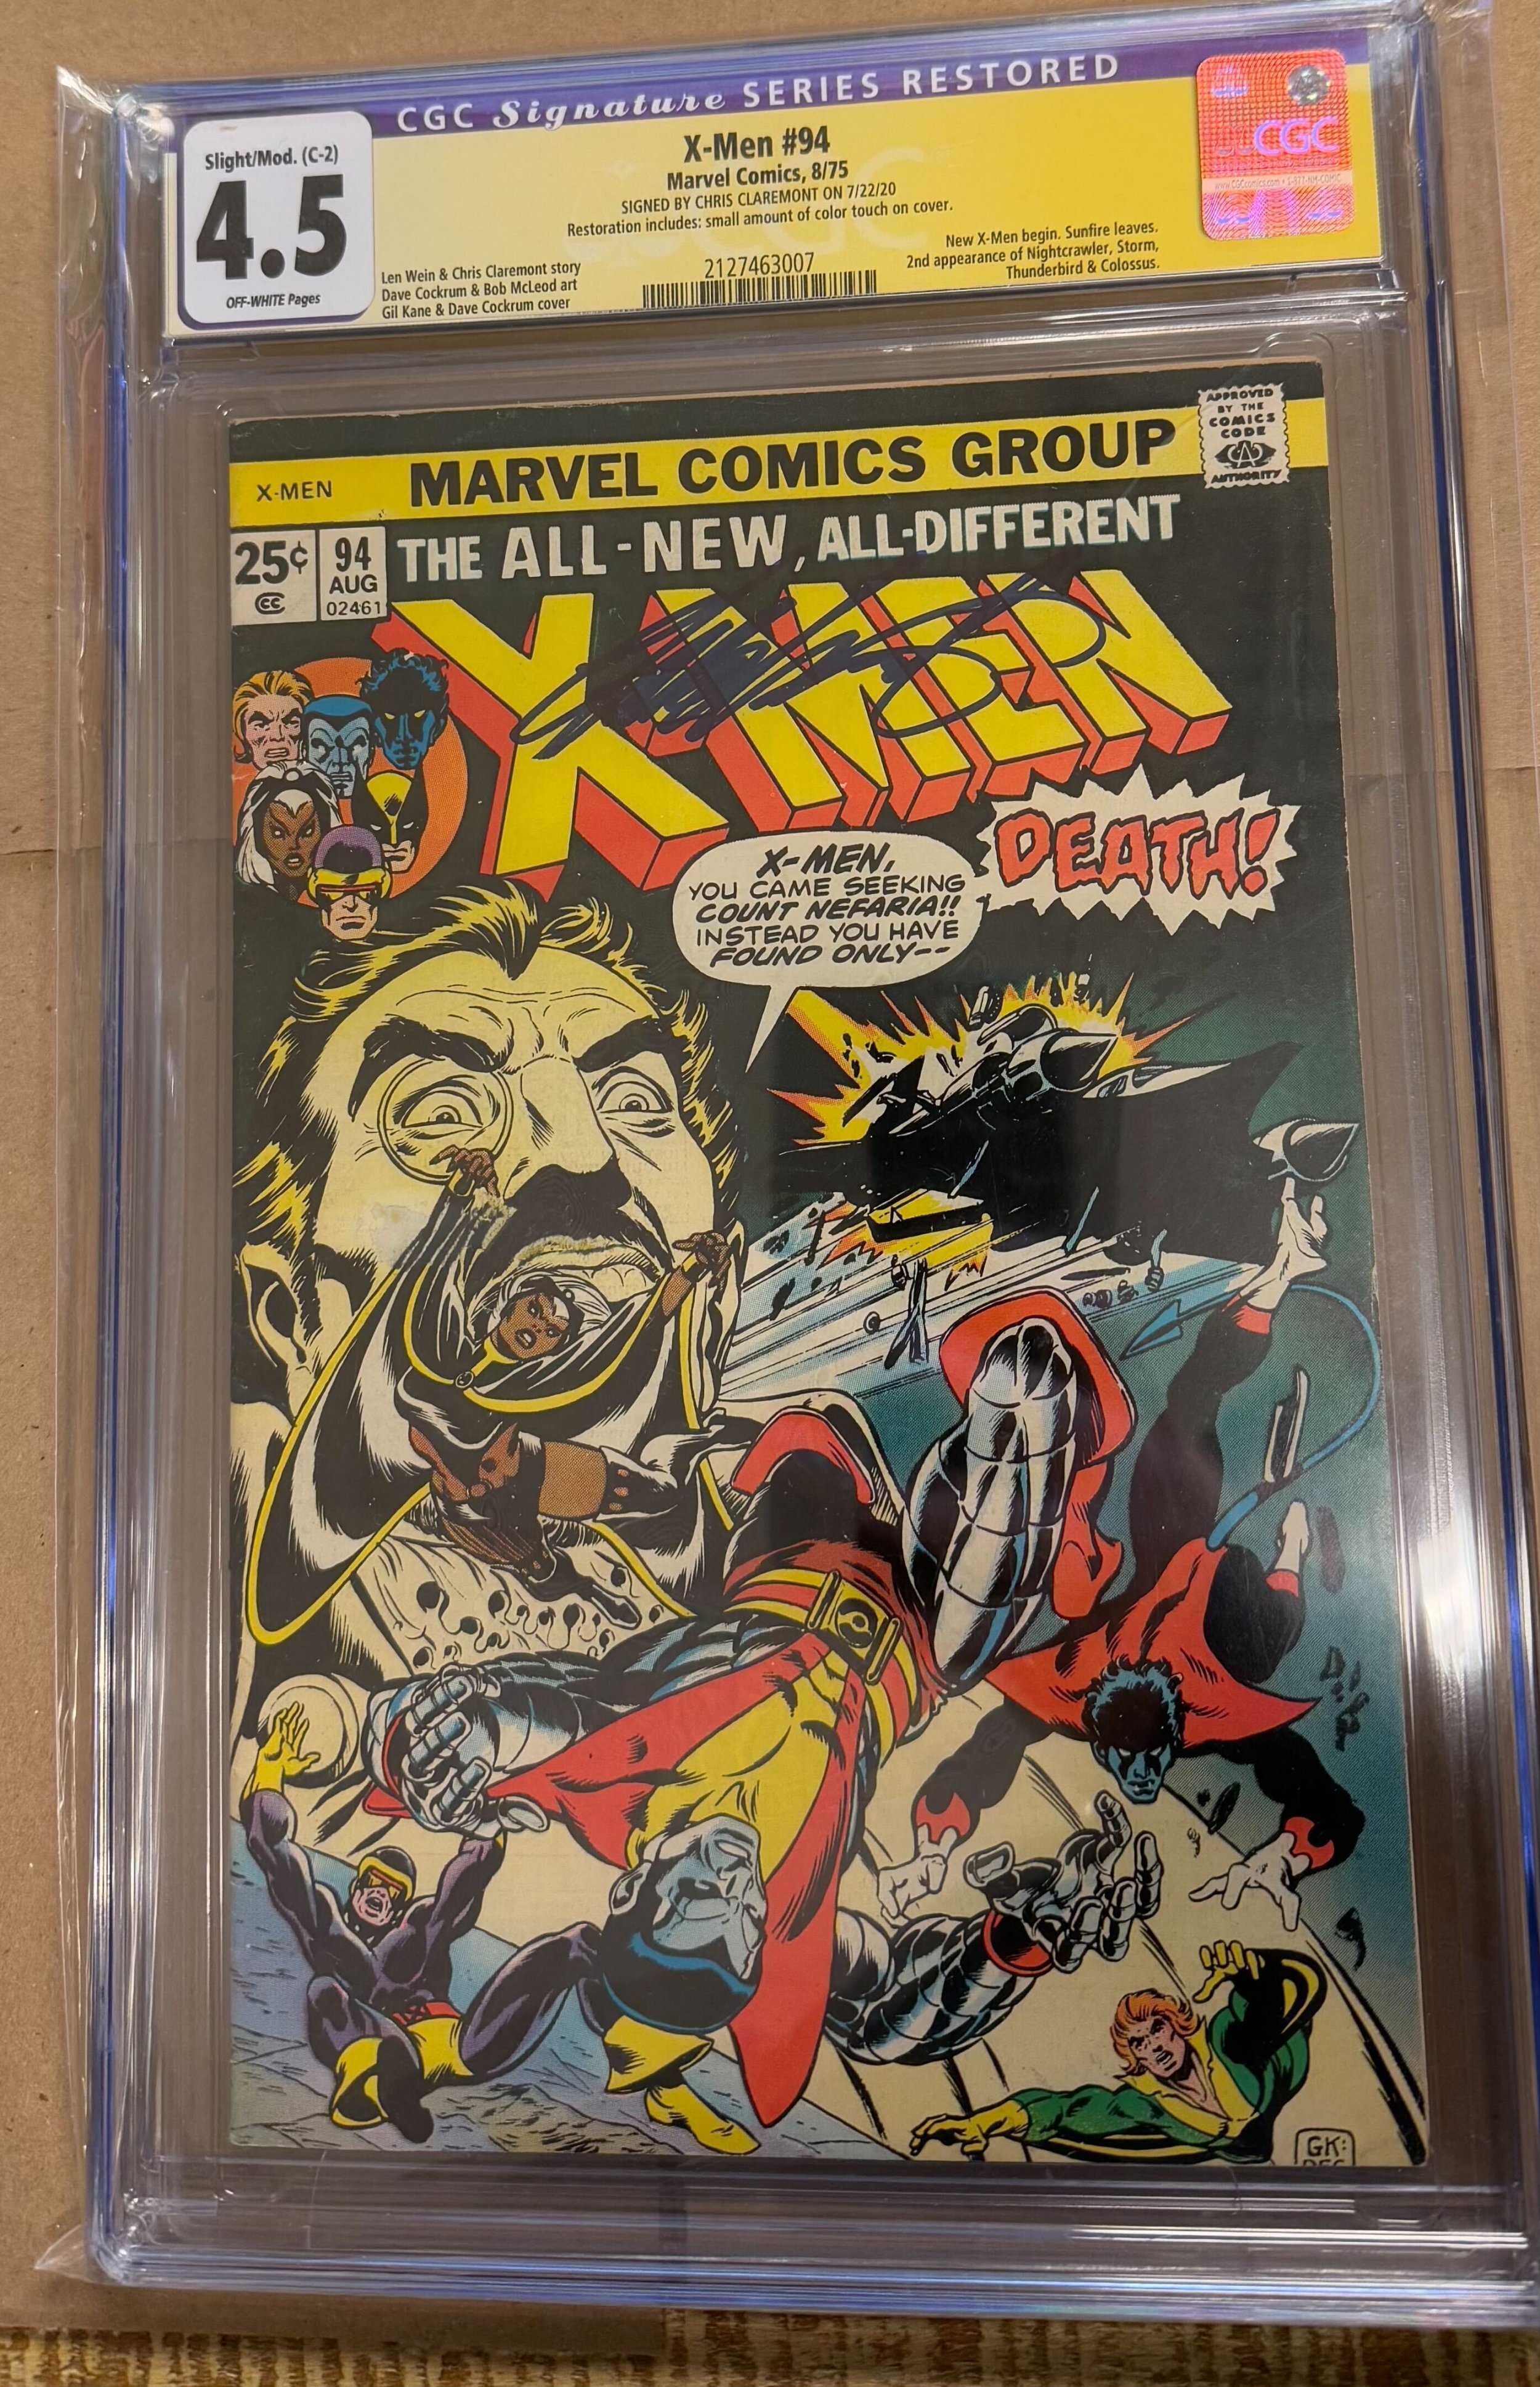 CGC Signature SERIES RESTORED
Slight/Mod. (C-2)
4.5
OFF-WHITE Pages
X-Men #94
Marvel Comics, 8/75
SIGNED BY CHRIS CLAREMONT ON 7/22/20
Restoration includes: small amount of color touch on cover.
Len Wein & Chris Claremont story
Dave Cockrum & Bob McLeod art
Gil Kane & Dave Cockrum cover
2127463007
New X-Men begin. Sunfire leaves.
2nd appearance of Nightcrawler, Storm,
Thunderbird & Colossus.
CGC
APPROVED
BY THE
COMICS
CODE
CA
AUTHORITY
X-MEN
MARVEL COMICS GROUP
25¢
CC
94
AUG
02461
THE ALL-NEW, ALL-DIFFERENT
X-MEN
X-MEN,
YOU CAME SEEKING
COUNT NEFARIA!!
INSTEAD YOU HAVE
FOUND ONLY--
DEATH!
GK: